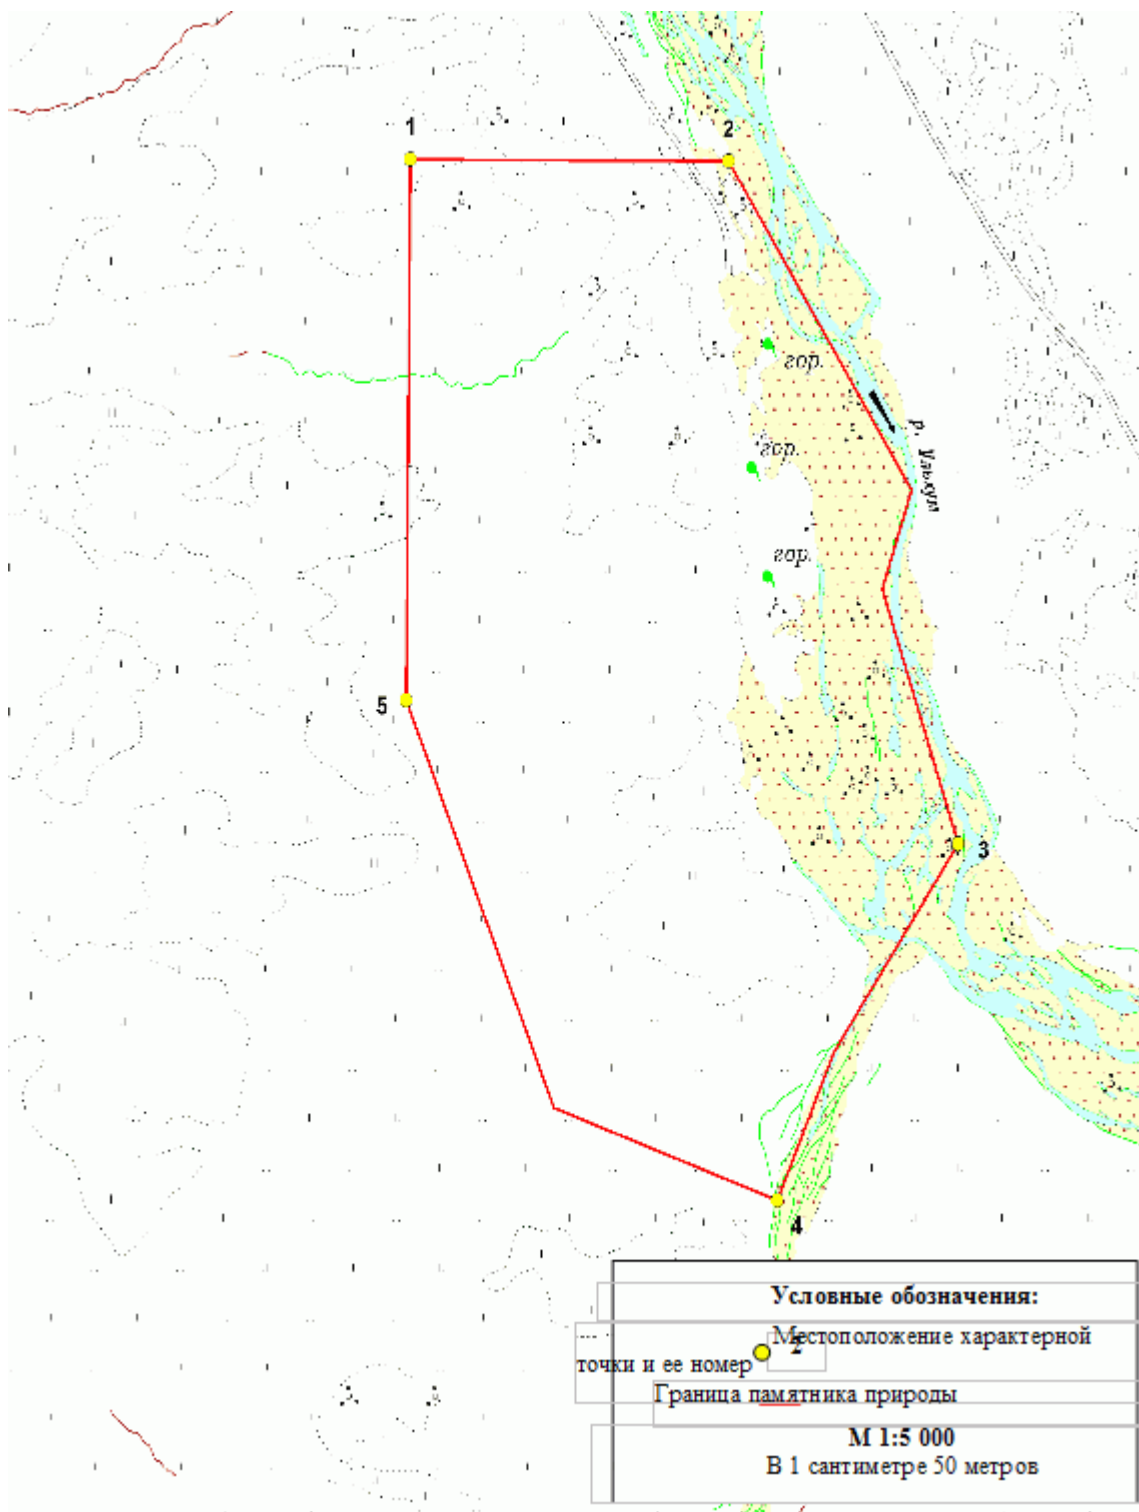 1
2
гор.
гор.
р. Улькум
гор.
5
3
4
Условные обозначения:
2
Местоположение характерной
точки и ее номер
Граница памятника природы
М 1:5 000
В 1 сантиметре 50 метров